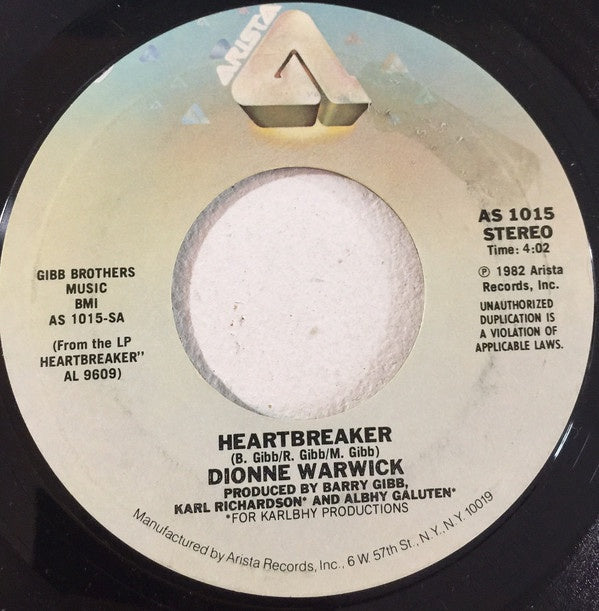 ARISTA
GIBB BROTHERS
MUSIC
BMI
AS 1015-SA
(From the LP
HEARTBREAKER"
AL 9609)
AS 1015
STEREO
Time: 4:02
℗ 1982 Arista
Records, Inc.
UNAUTHORIZED
DUPLICATION IS
A VIOLATION OF
APPLICABLE LAWS.
HEARTBREAKER
(B. Gibb/R. Gibb/M. Gibb)
DIONNE WARWICK
PRODUCED BY BARRY GIBB,
KARL RICHARDSON* AND ALBHY GALUTEN*
*FOR KARLBHY PRODUCTIONS
Manufactured by Arista Records, Inc., 6 W. 57th St., N.Y., N.Y. 10019